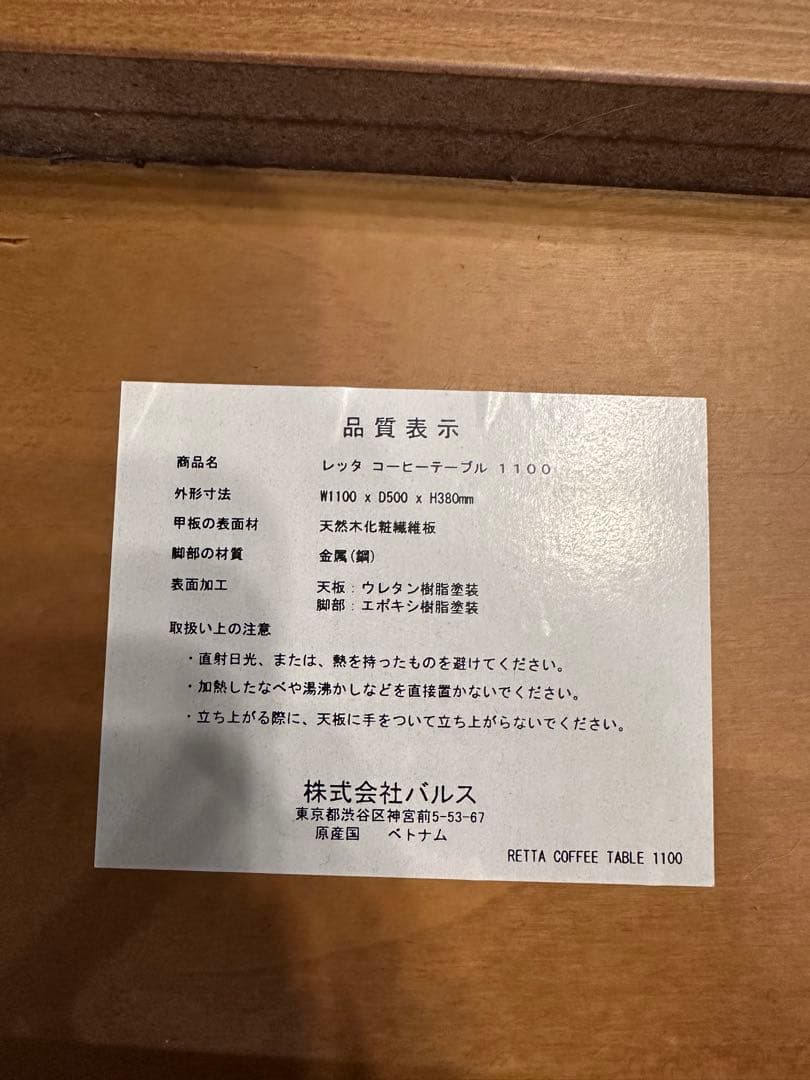 品質表示
商品名 レッタ コーヒーテーブル 1100
外形寸法 W1100 x D500 x H380mm
甲板の表面材 天然木化粧繊維板
脚部の材質 金属(鋼)
表面加工 天板:ウレタン樹脂塗装
脚部:エポキシ樹脂塗装
取扱い上の注意
・直射日光、または、熱を持ったものを避けてください。
・加熱したなべや湯沸かしなどを直接置かないでください。
・立ち上がる際に、天板に手をついて立ち上がらないでください。
株式会社バルス
東京都渋谷区神宮前5-53-67
原産国 ベトナム
RETTA COFFEE TABLE 1100